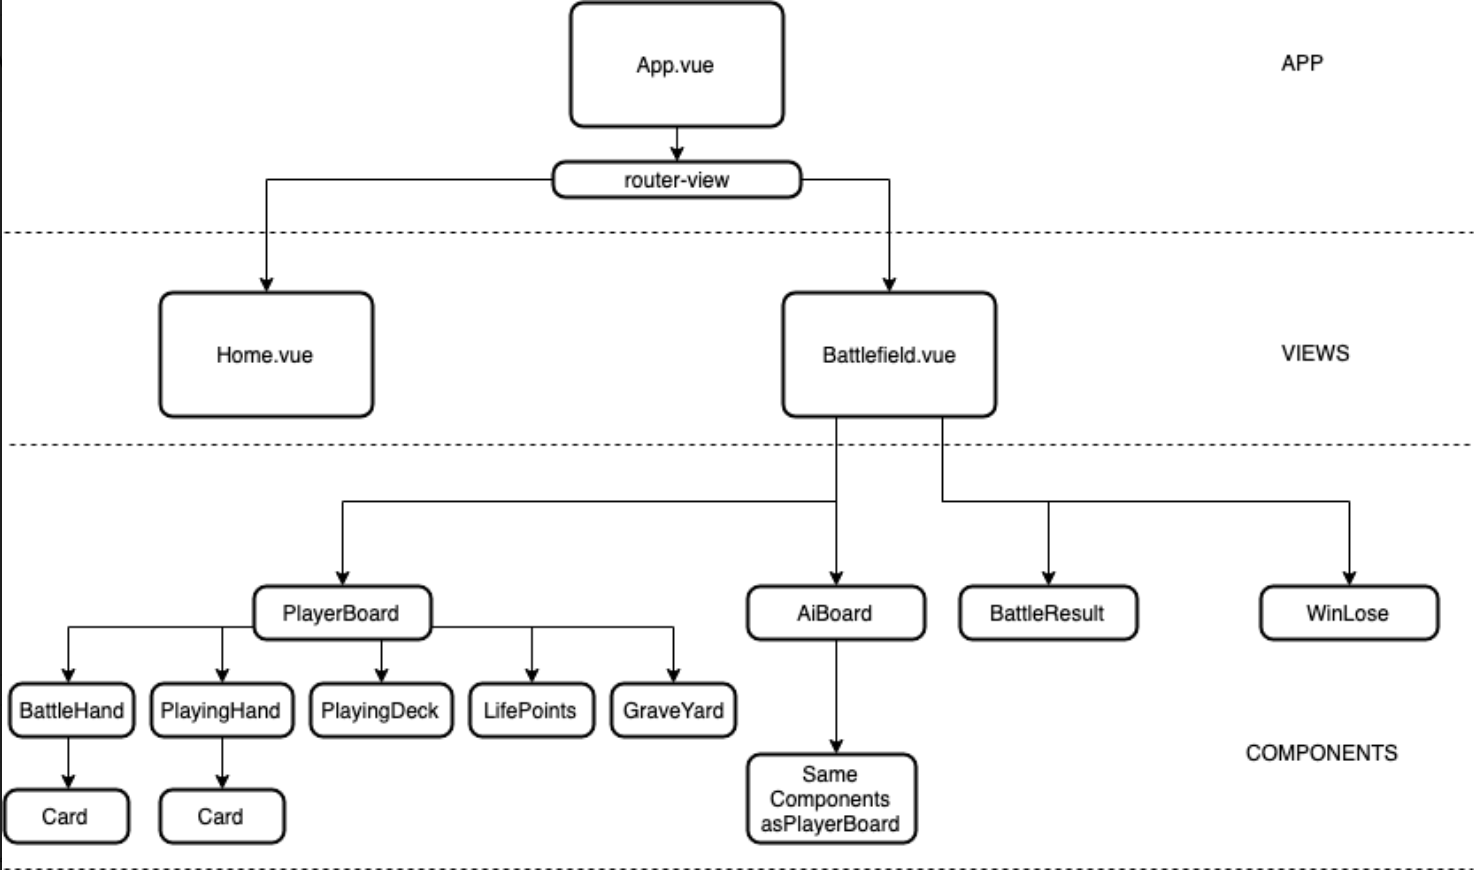 App.vue
APP
router-view
Home.vue
Battlefield.vue
VIEWS
PlayerBoard
AiBoard
BattleResult
WinLose
BattleHand
PlayingHand
PlayingDeck
LifePoints
GraveYard
COMPONENTS
Card
Card
Same
Components
asPlayerBoard